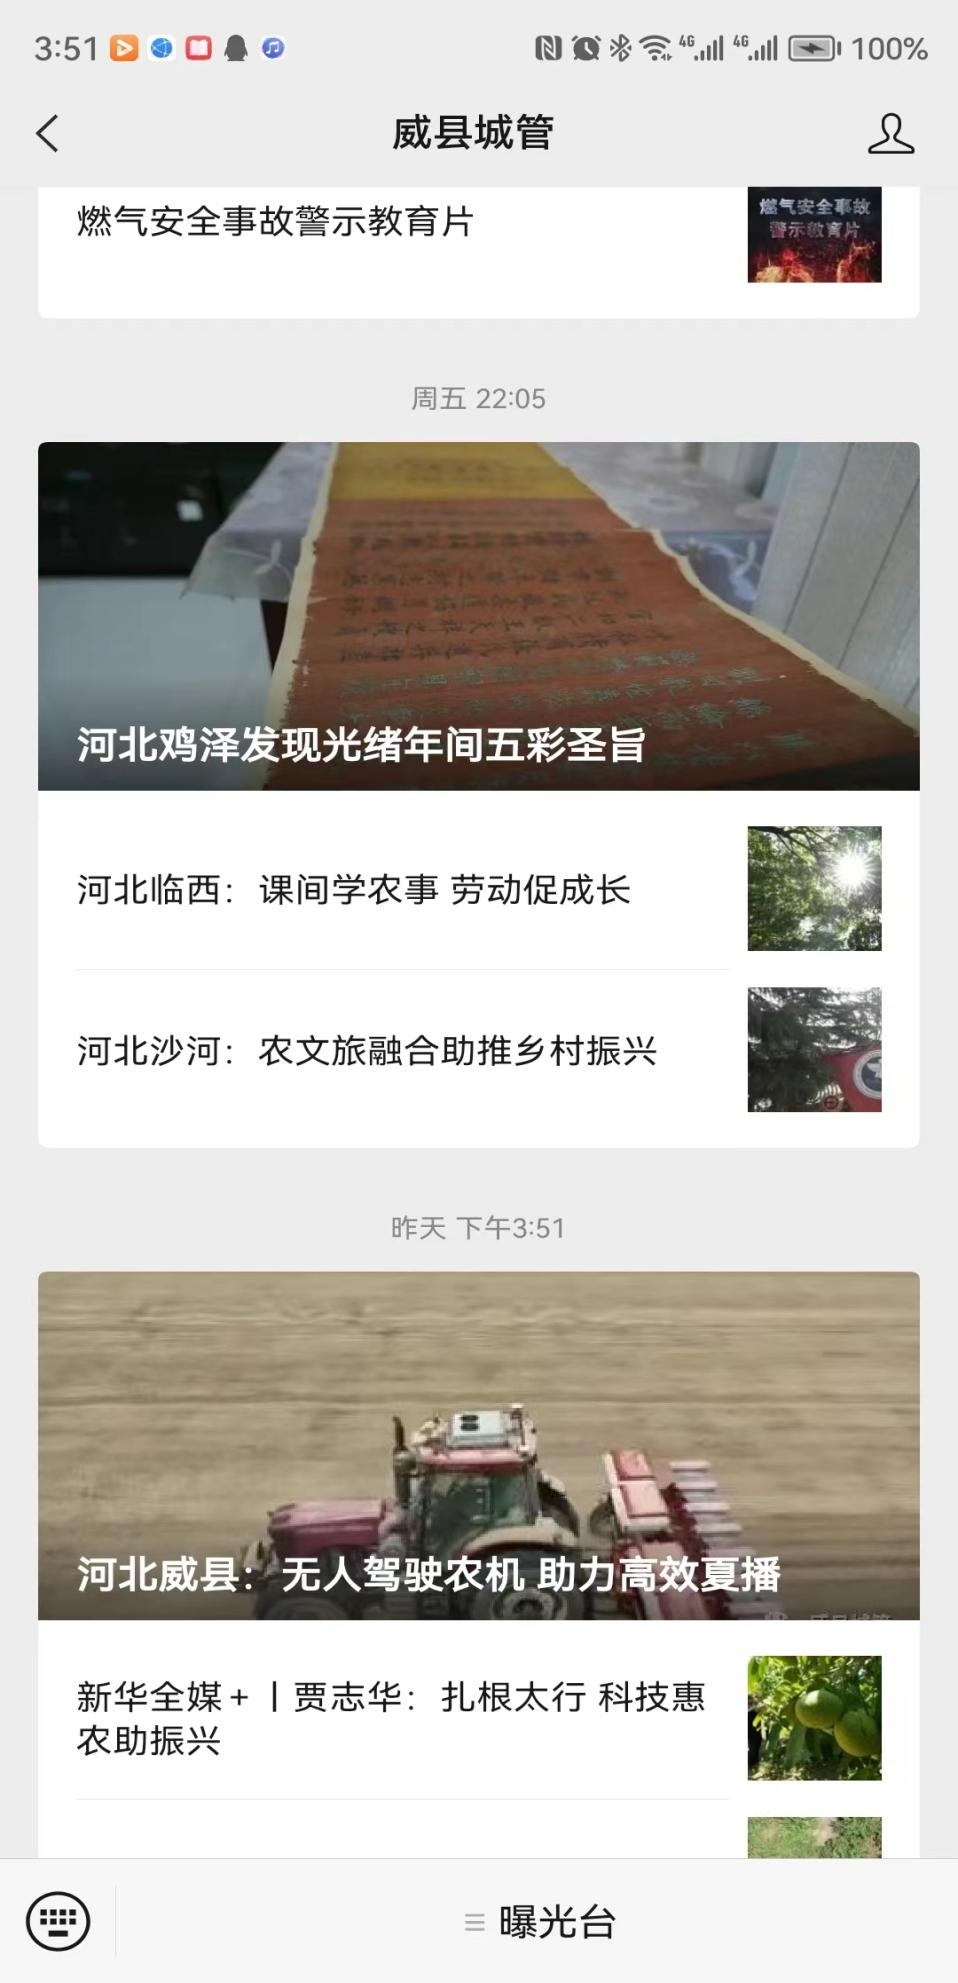 3:51
4G
4G
100%
威县城管
燃气安全事故警示教育片
燃气安全事故
警示教育片
周五 22:05
河北鸡泽发现光绪年间五彩圣旨
河北临西：课间学农事 劳动促成长
河北沙河：农文旅融合助推乡村振兴
昨天 下午3:51
河北威县：无人驾驶农机 助力高效夏播
新华全媒+丨贾志华：扎根太行 科技惠
农助振兴
曝光台